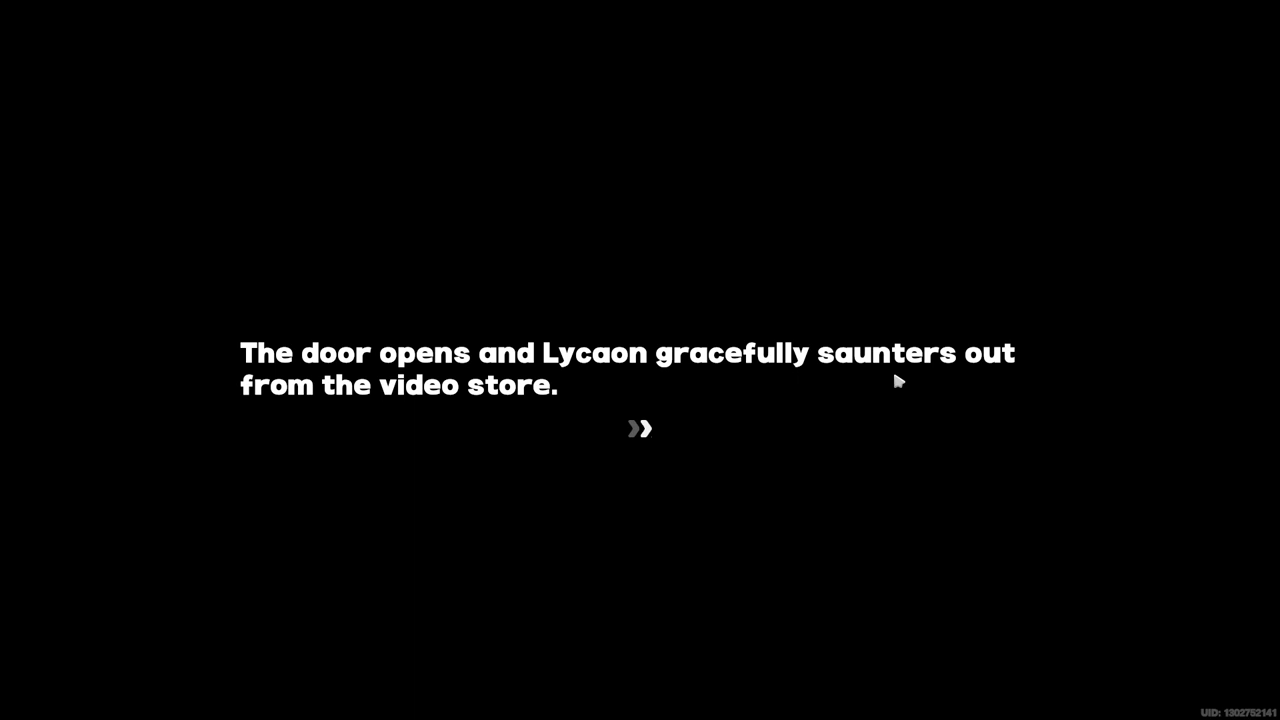 The door opens and Lycaon gracefully saunters out
from the video store.
UID: 1302752141